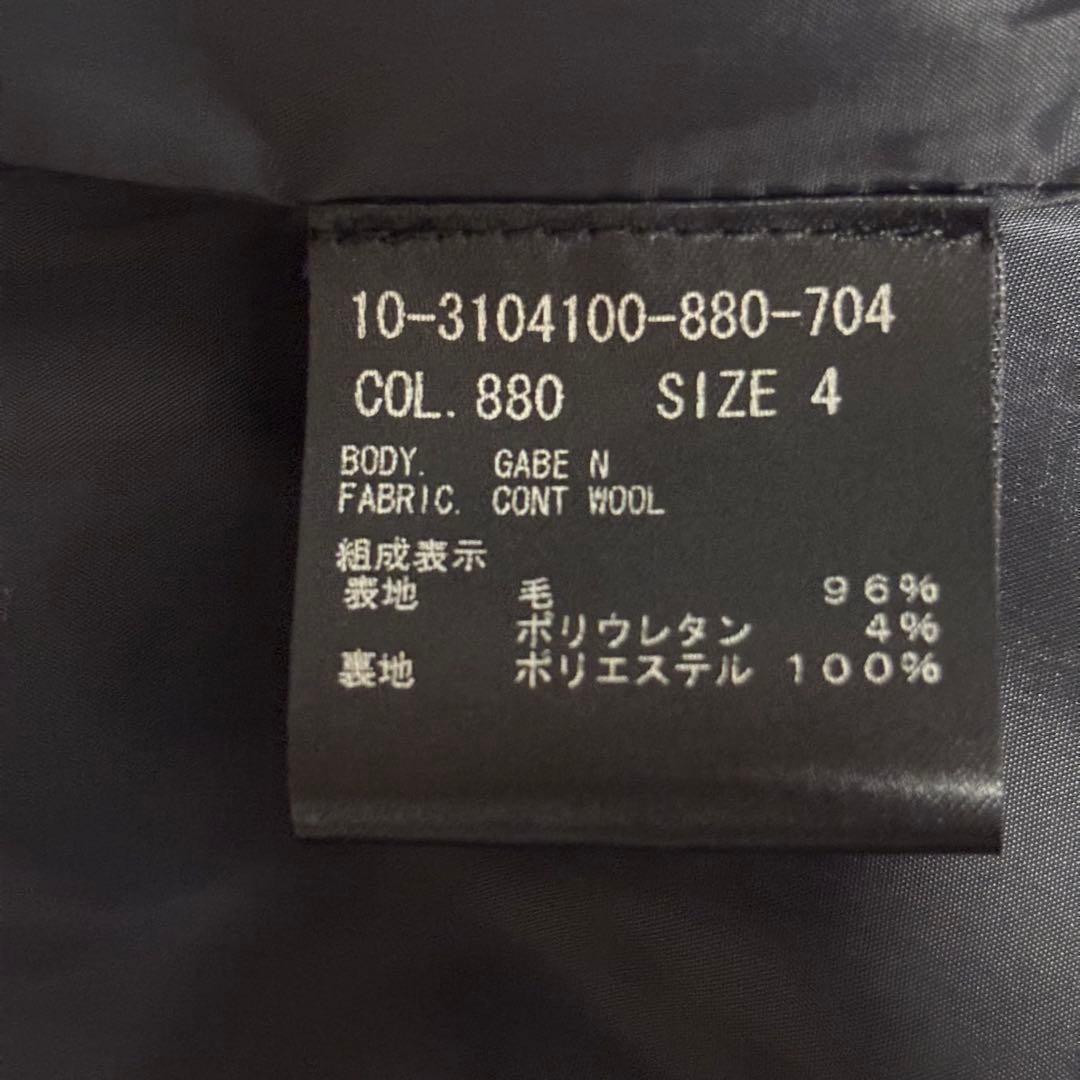 10-3104100-880-704
COL. 880 SIZE 4
BODY. GABE N
FABRIC. CONT WOOL
組成表示
表地 毛 96%
ポリウレタン 4%
裏地 ポリエステル 100%